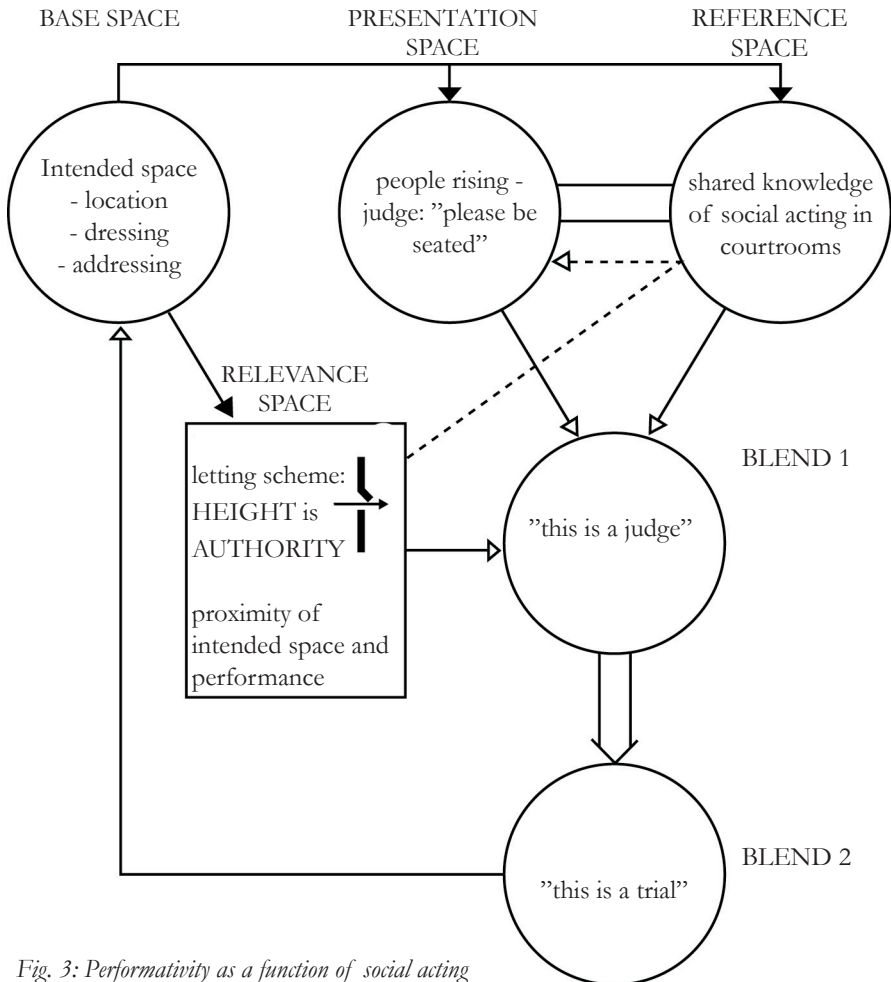 BASE SPACE
PRESENTATION
SPACE
REFERENCE
SPACE
Intended space
- location
- dressing
- addressing
people rising -
judge: ”please be
seated”
shared knowledge
of social acting in
courtrooms
RELEVANCE
SPACE
letting scheme:
HEIGHT is
AUTHORITY
proximity of
intended space and
performance
BLEND 1
”this is a judge”
BLEND 2
”this is a trial”
Fig. 3: Performativity as a function of social acting